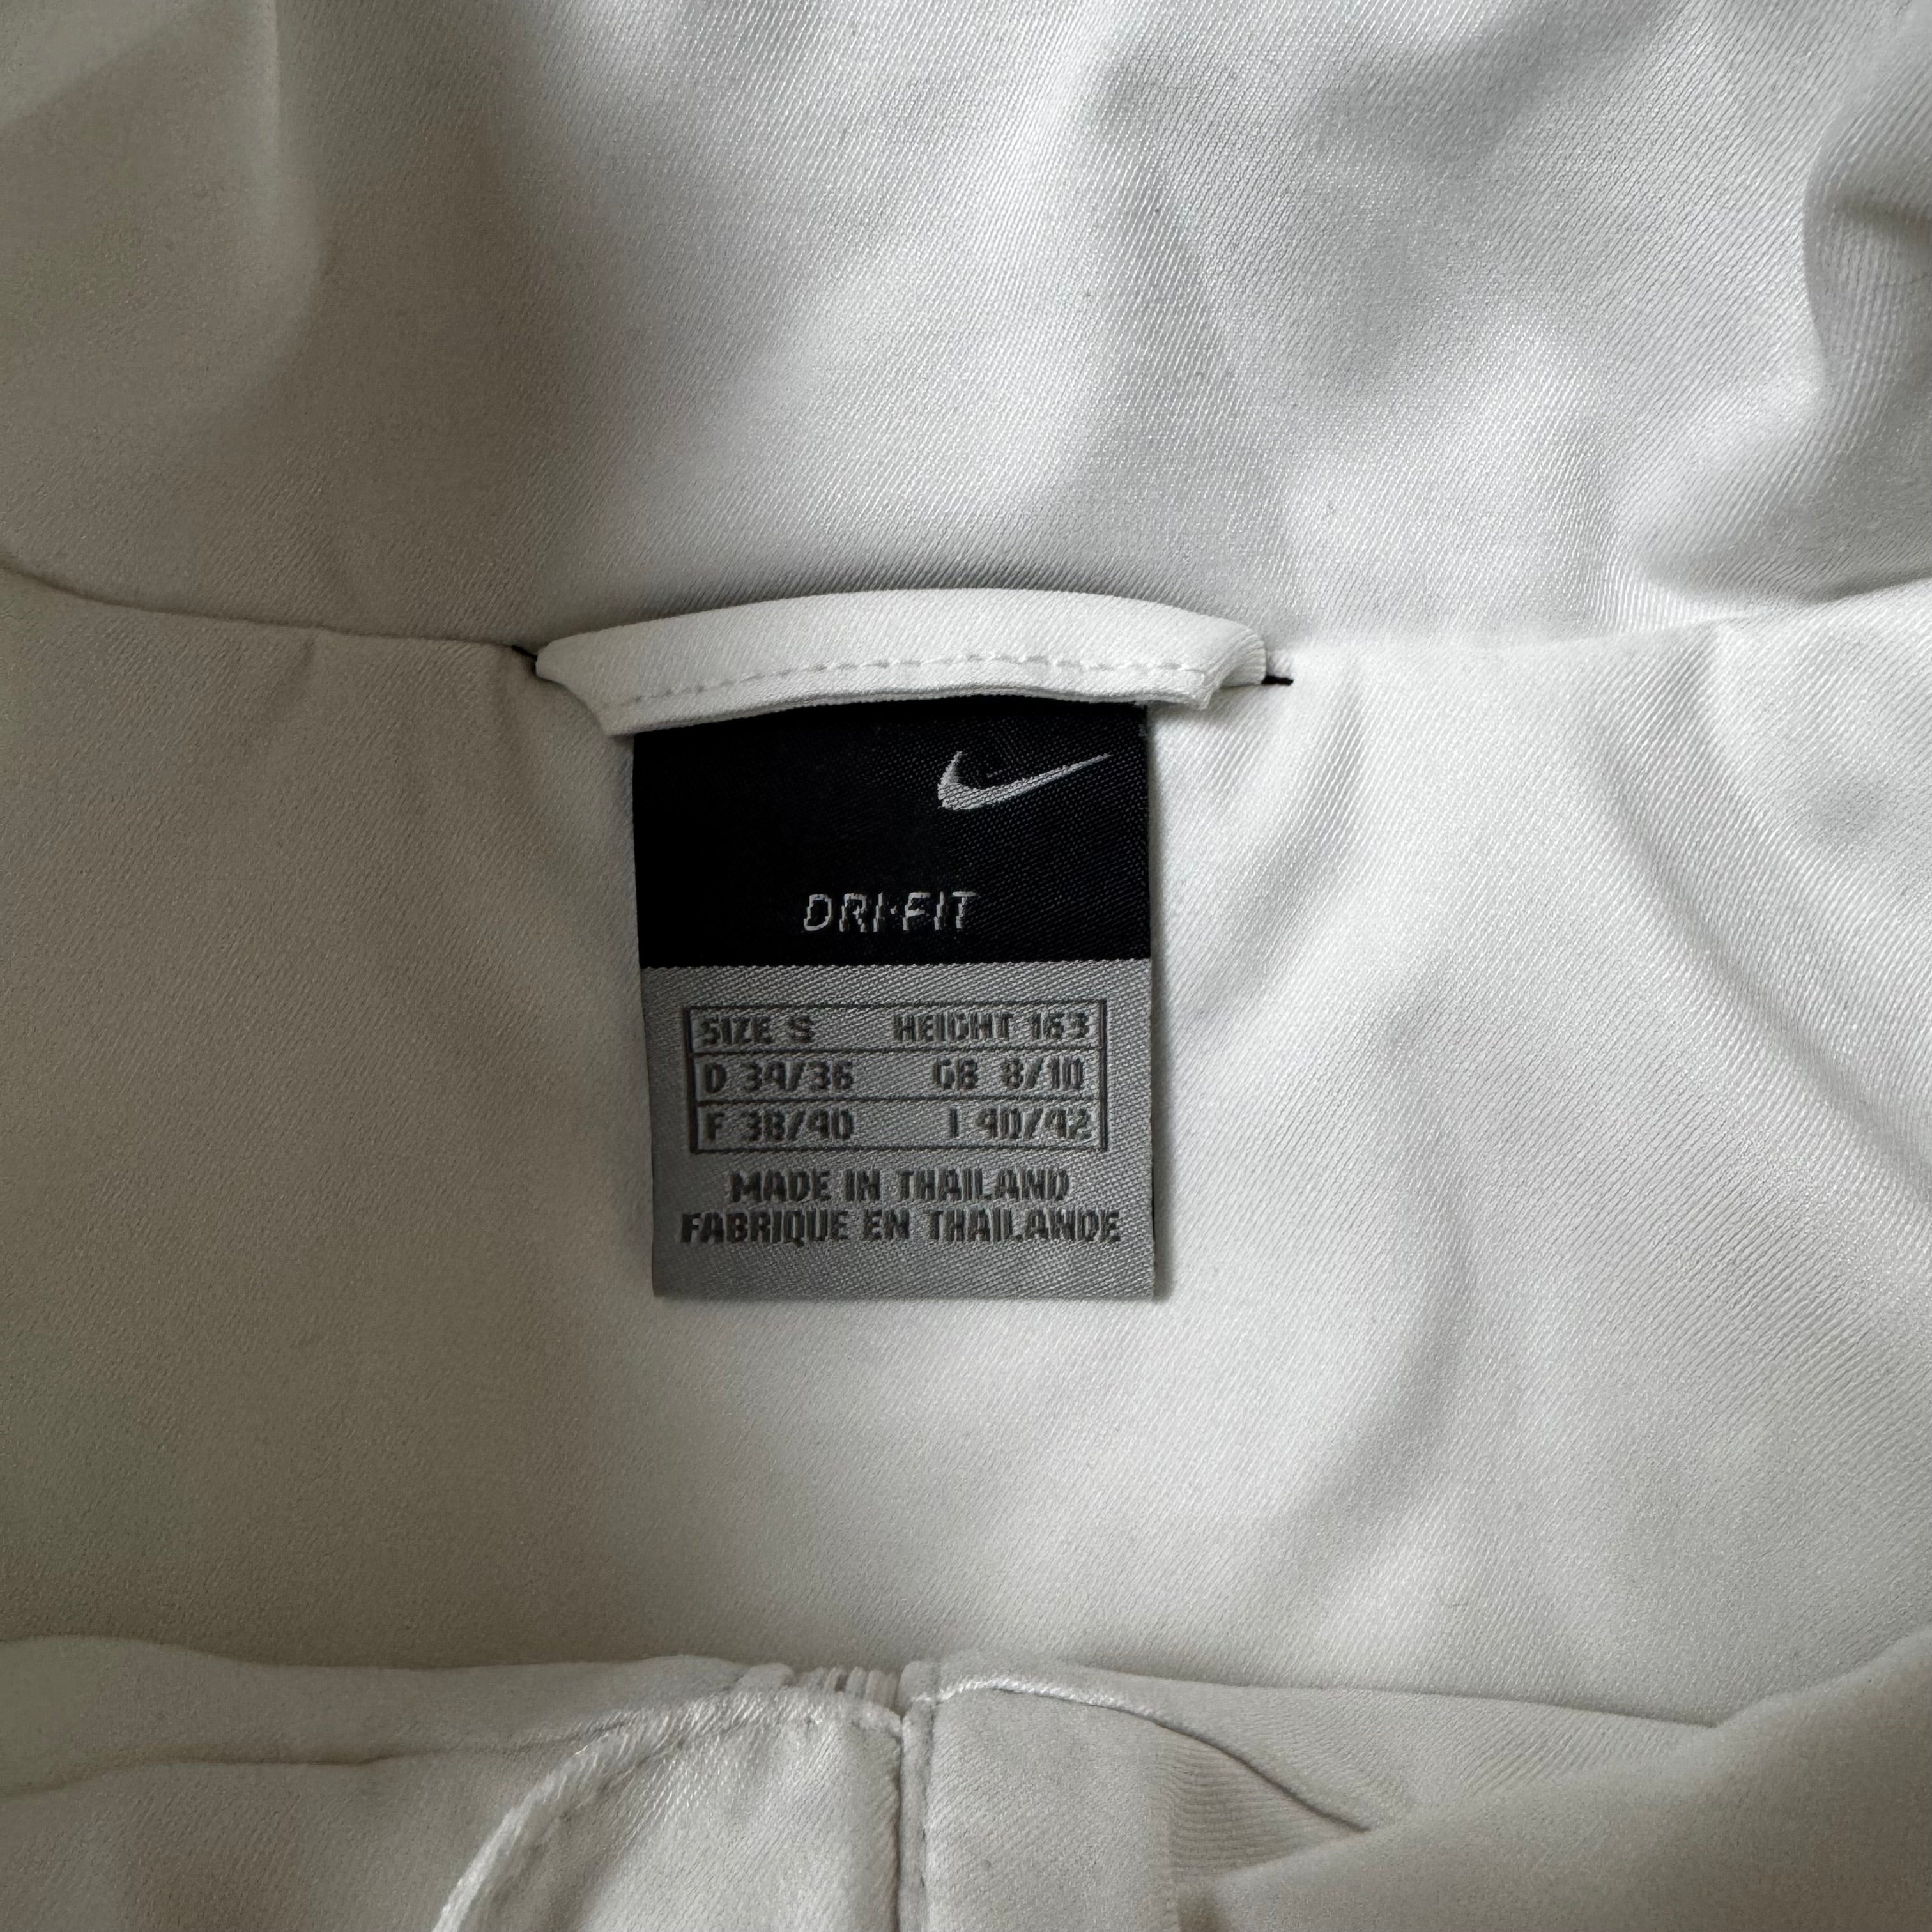 DRI·FIT
SIZE S HEIGHT 163
D 34/36 GB 8/10
F 38/40 I 40/42
MADE IN THAILAND
FABRIQUE EN THAILANDE